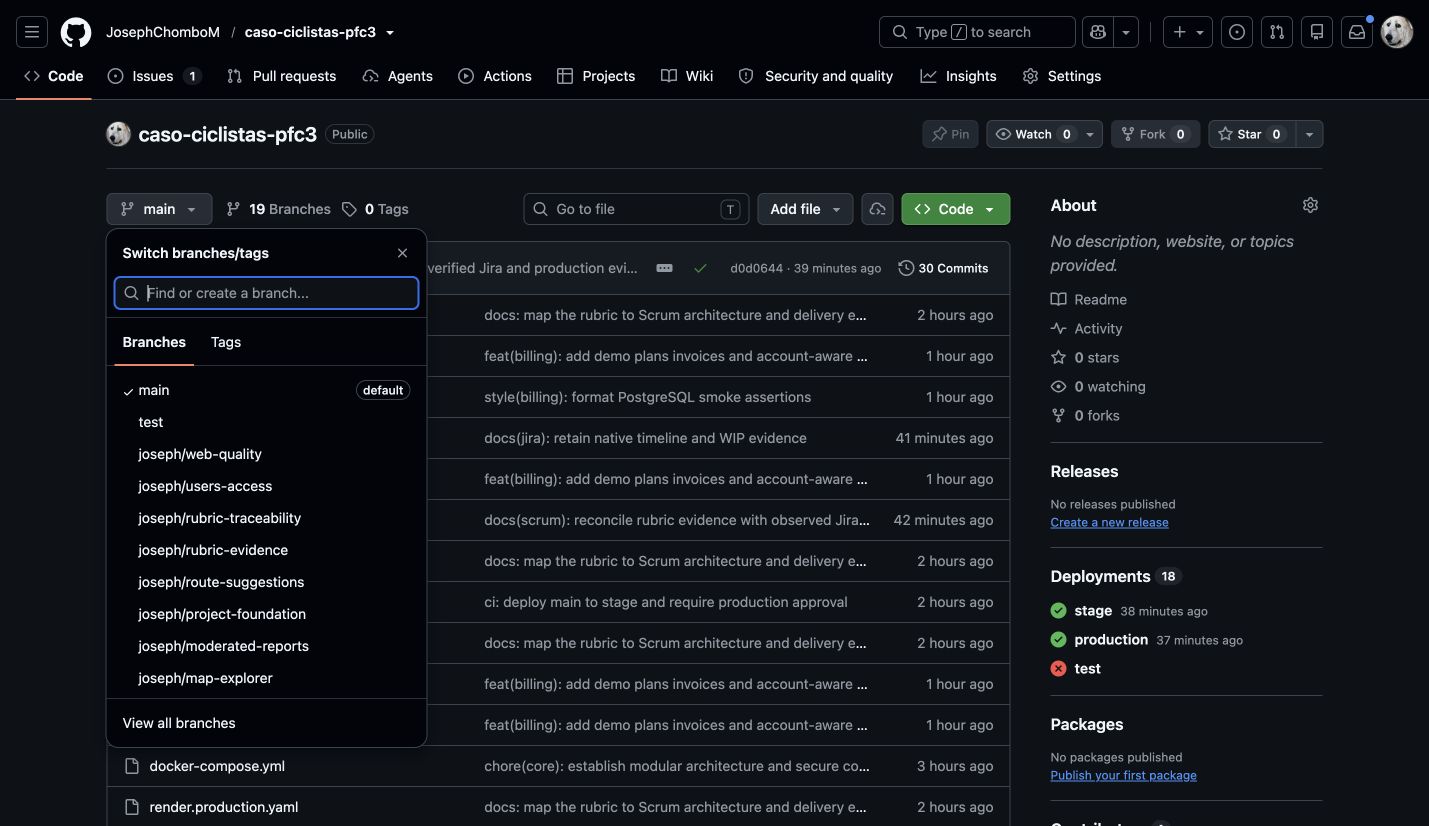 JosephChomboM / caso-ciclistas-pfc3
Type / to search
Code Issues 1 Pull requests Agents Actions Projects Wiki Security and quality Insights Settings
caso-ciclistas-pfc3 Public
Pin Watch 0 Fork 0 Star 0
main 19 Branches 0 Tags
Go to file T Add file Code
Switch branches/tags
Find or create a branch...
Branches Tags
main default
test
joseph/web-quality
joseph/users-access
joseph/rubric-traceability
joseph/rubric-evidence
joseph/route-suggestions
joseph/project-foundation
joseph/moderated-reports
joseph/map-explorer
View all branches
verified Jira and production evi... d0d0644 · 39 minutes ago 30 Commits
docs: map the rubric to Scrum architecture and delivery e... 2 hours ago
feat(billing): add demo plans invoices and account-aware ... 1 hour ago
style(billing): format PostgreSQL smoke assertions 1 hour ago
docs(jira): retain native timeline and WIP evidence 41 minutes ago
feat(billing): add demo plans invoices and account-aware ... 1 hour ago
docs(scrum): reconcile rubric evidence with observed Jira... 42 minutes ago
docs: map the rubric to Scrum architecture and delivery e... 2 hours ago
ci: deploy main to stage and require production approval 2 hours ago
docs: map the rubric to Scrum architecture and delivery e... 2 hours ago
feat(billing): add demo plans invoices and account-aware ... 1 hour ago
feat(billing): add demo plans invoices and account-aware ... 1 hour ago
docker-compose.yml chore(core): establish modular architecture and secure co... 3 hours ago
render.production.yaml docs: map the rubric to Scrum architecture and delivery e... 2 hours ago
About
No description, website, or topics
provided.
Readme
Activity
0 stars
0 watching
0 forks
Releases
No releases published
Create a new release
Deployments 18
stage 38 minutes ago
production 37 minutes ago
test
Packages
No packages published
Publish your first package